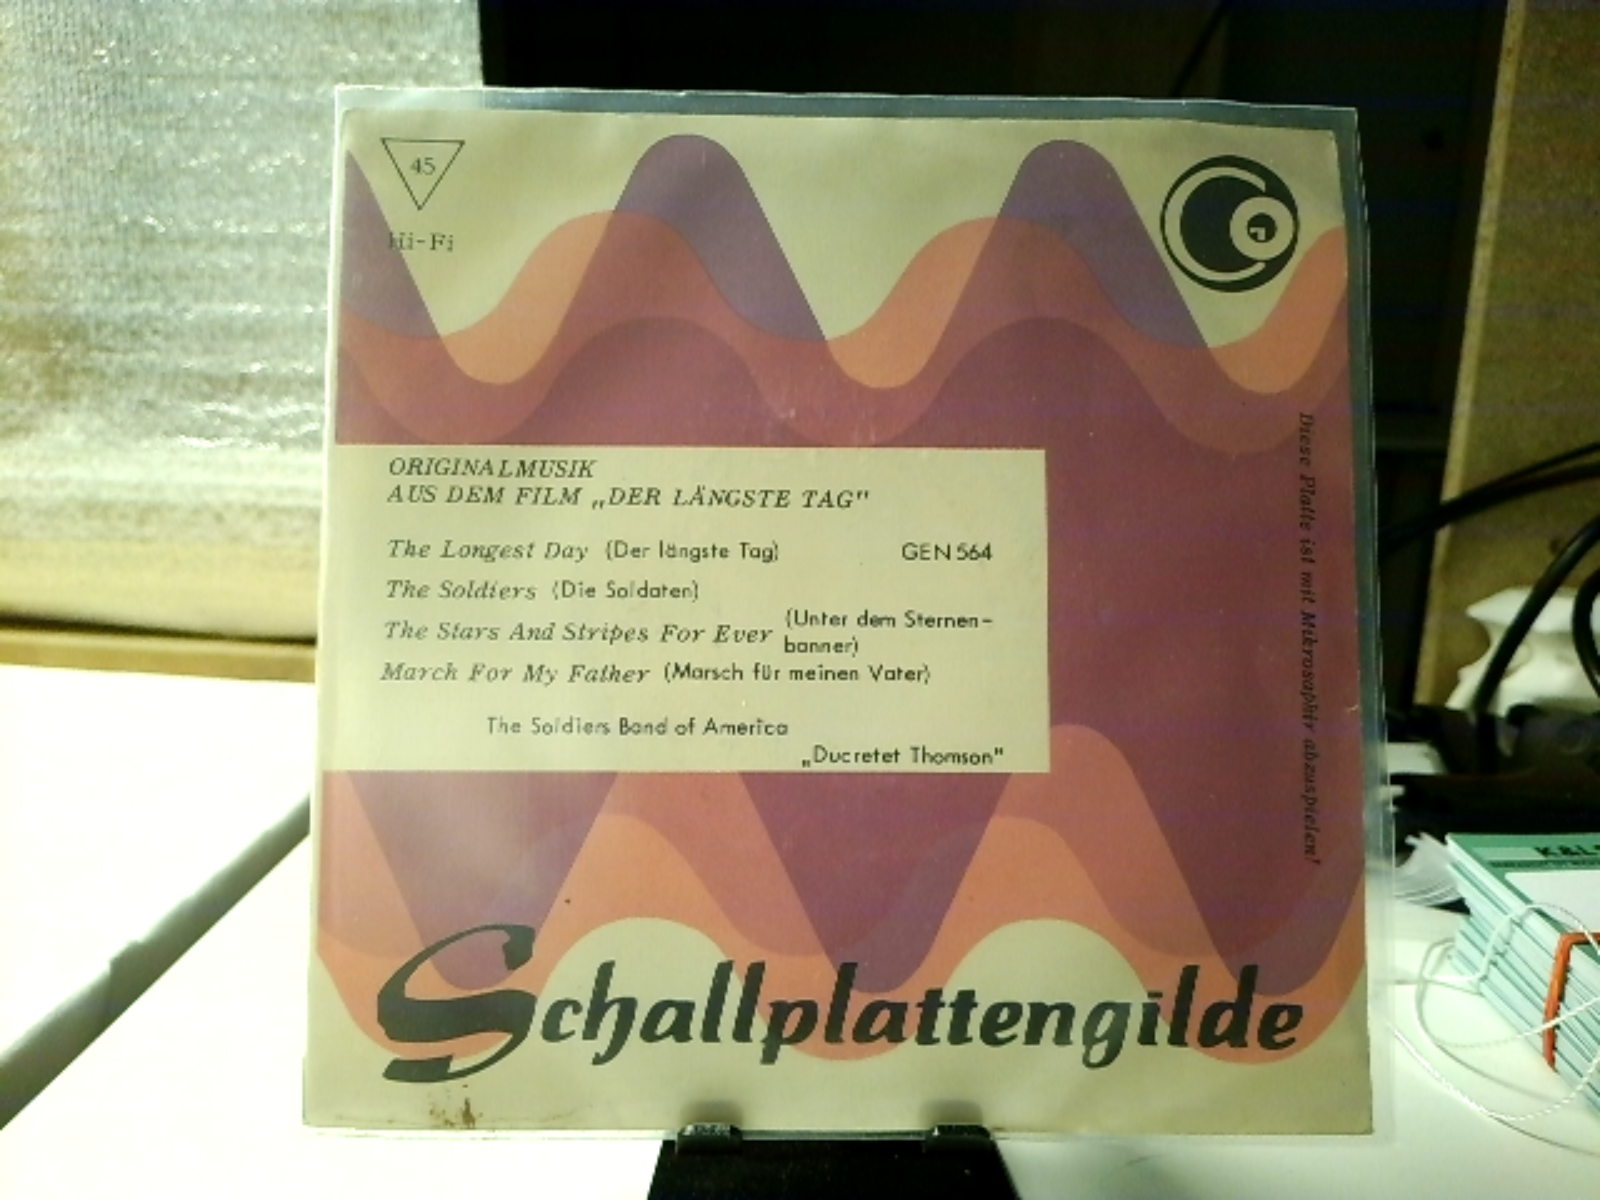 45
Hi-Fi
ORIGINALMUSIK
AUS DEM FILM „DER LÄNGSTE TAG"
The Longest Day (Der längste Tag) GEN 564
The Soldiers (Die Soldaten)
The Stars And Stripes For Ever (Unter dem Sternen-
banner)
March For My Father (Marsch für meinen Vater)
The Soldiers Band of America
„Ducretet Thomson"
Diese Platte ist mit Mikrosaphir abzuspielen!
Schallplattengilde